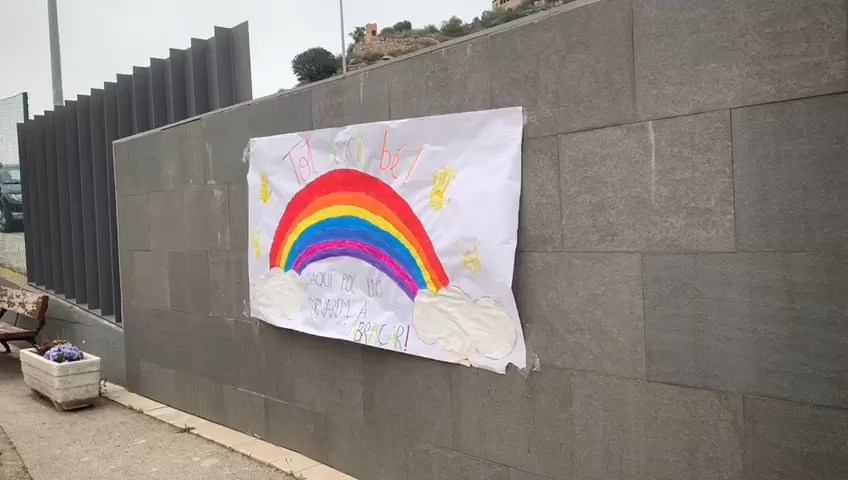 Tot anirà bé!
D'AQUÍ POC ENS
TORNAREM A
ABRAÇAR!